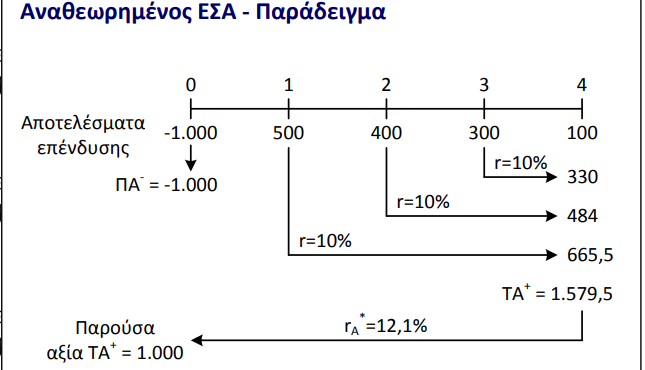 Αναθεωρημένος ΕΣΑ - Παράδειγμα
0 1 2 3 4
Αποτελέσματα επένδυσης -1.000 500 400 300 100
ΠΑ⁻ = -1.000
r=10% 330
r=10% 484
r=10% 665,5
ΤΑ⁺ = 1.579,5
r_A^*=12,1%
Παρούσα
αξία ΤΑ⁺ = 1.000